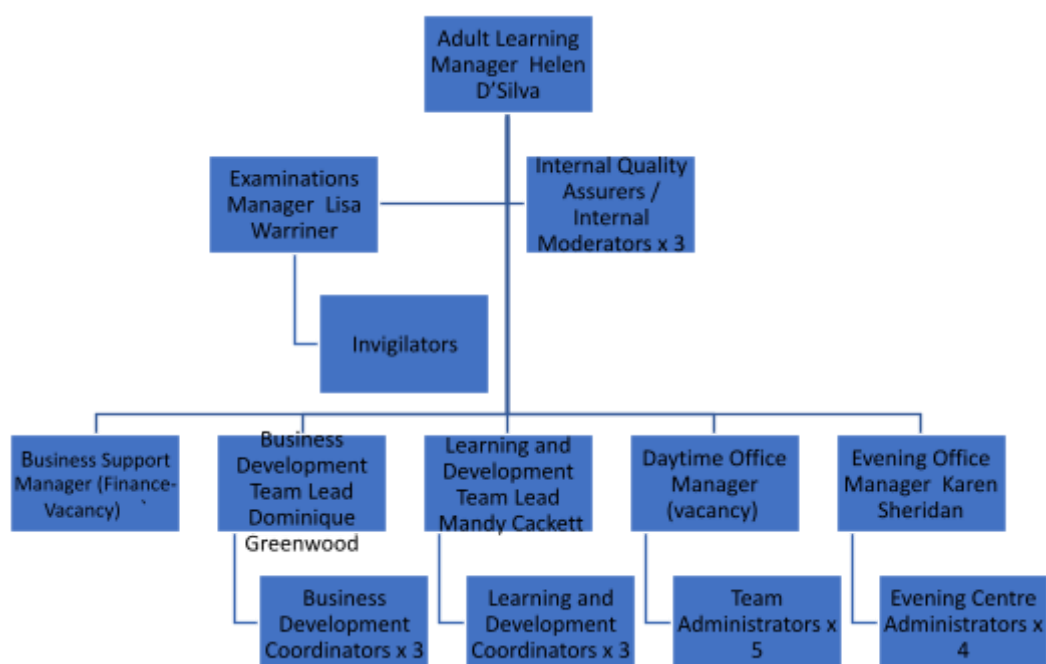 Adult Learning
Manager  Helen
D’Silva
Examinations
Manager  Lisa
Warriner
Internal Quality
Assurers /
Internal
Moderators x 3
Invigilators
Business Support
Manager (Finance-
Vacancy)    `
Business
Development
Team Lead
Dominique
Greenwood
Learning and
Development
Team Lead
Mandy Cackett
Daytime Office
Manager
(vacancy)
Evening Office
Manager  Karen
Sheridan
Business
Development
Coordinators x 3
Learning and
Development
Coordinators x 3
Team
Administrators x
5
Evening Centre
Administrators x
4